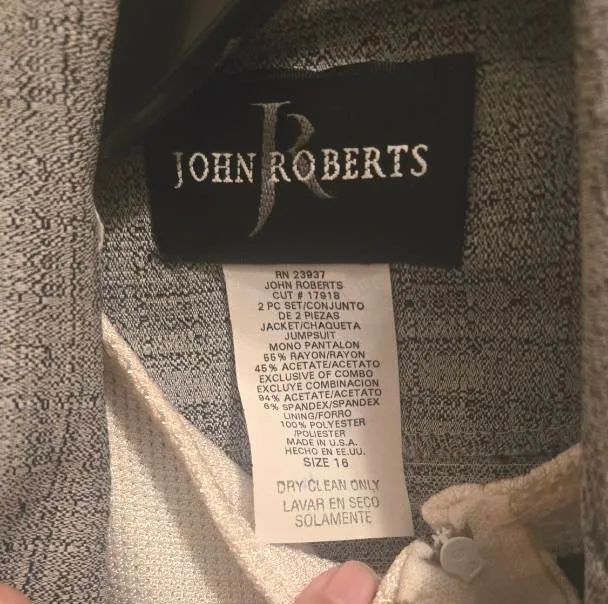 JR
JOHN ROBERTS
RN 23937
JOHN ROBERTS
CUT # 17918
2 PC SET/CONJUNTO
DE 2 PIEZAS
JACKET/CHAQUETA
JUMPSUIT
MONO PANTALON
55% RAYON/RAYON
45% ACETATE/ACETATO
EXCLUSIVE OF COMBO
EXCLUYE COMBINACION
94% ACETATE/ACETATO
6% SPANDEX/SPANDEX
LINING/FORRO
100% POLYESTER
/POLIESTER
MADE IN U.S.A.
HECHO EN EE.UU.
SIZE 16
DRY CLEAN ONLY
LAVAR EN SECO
SOLAMENTE